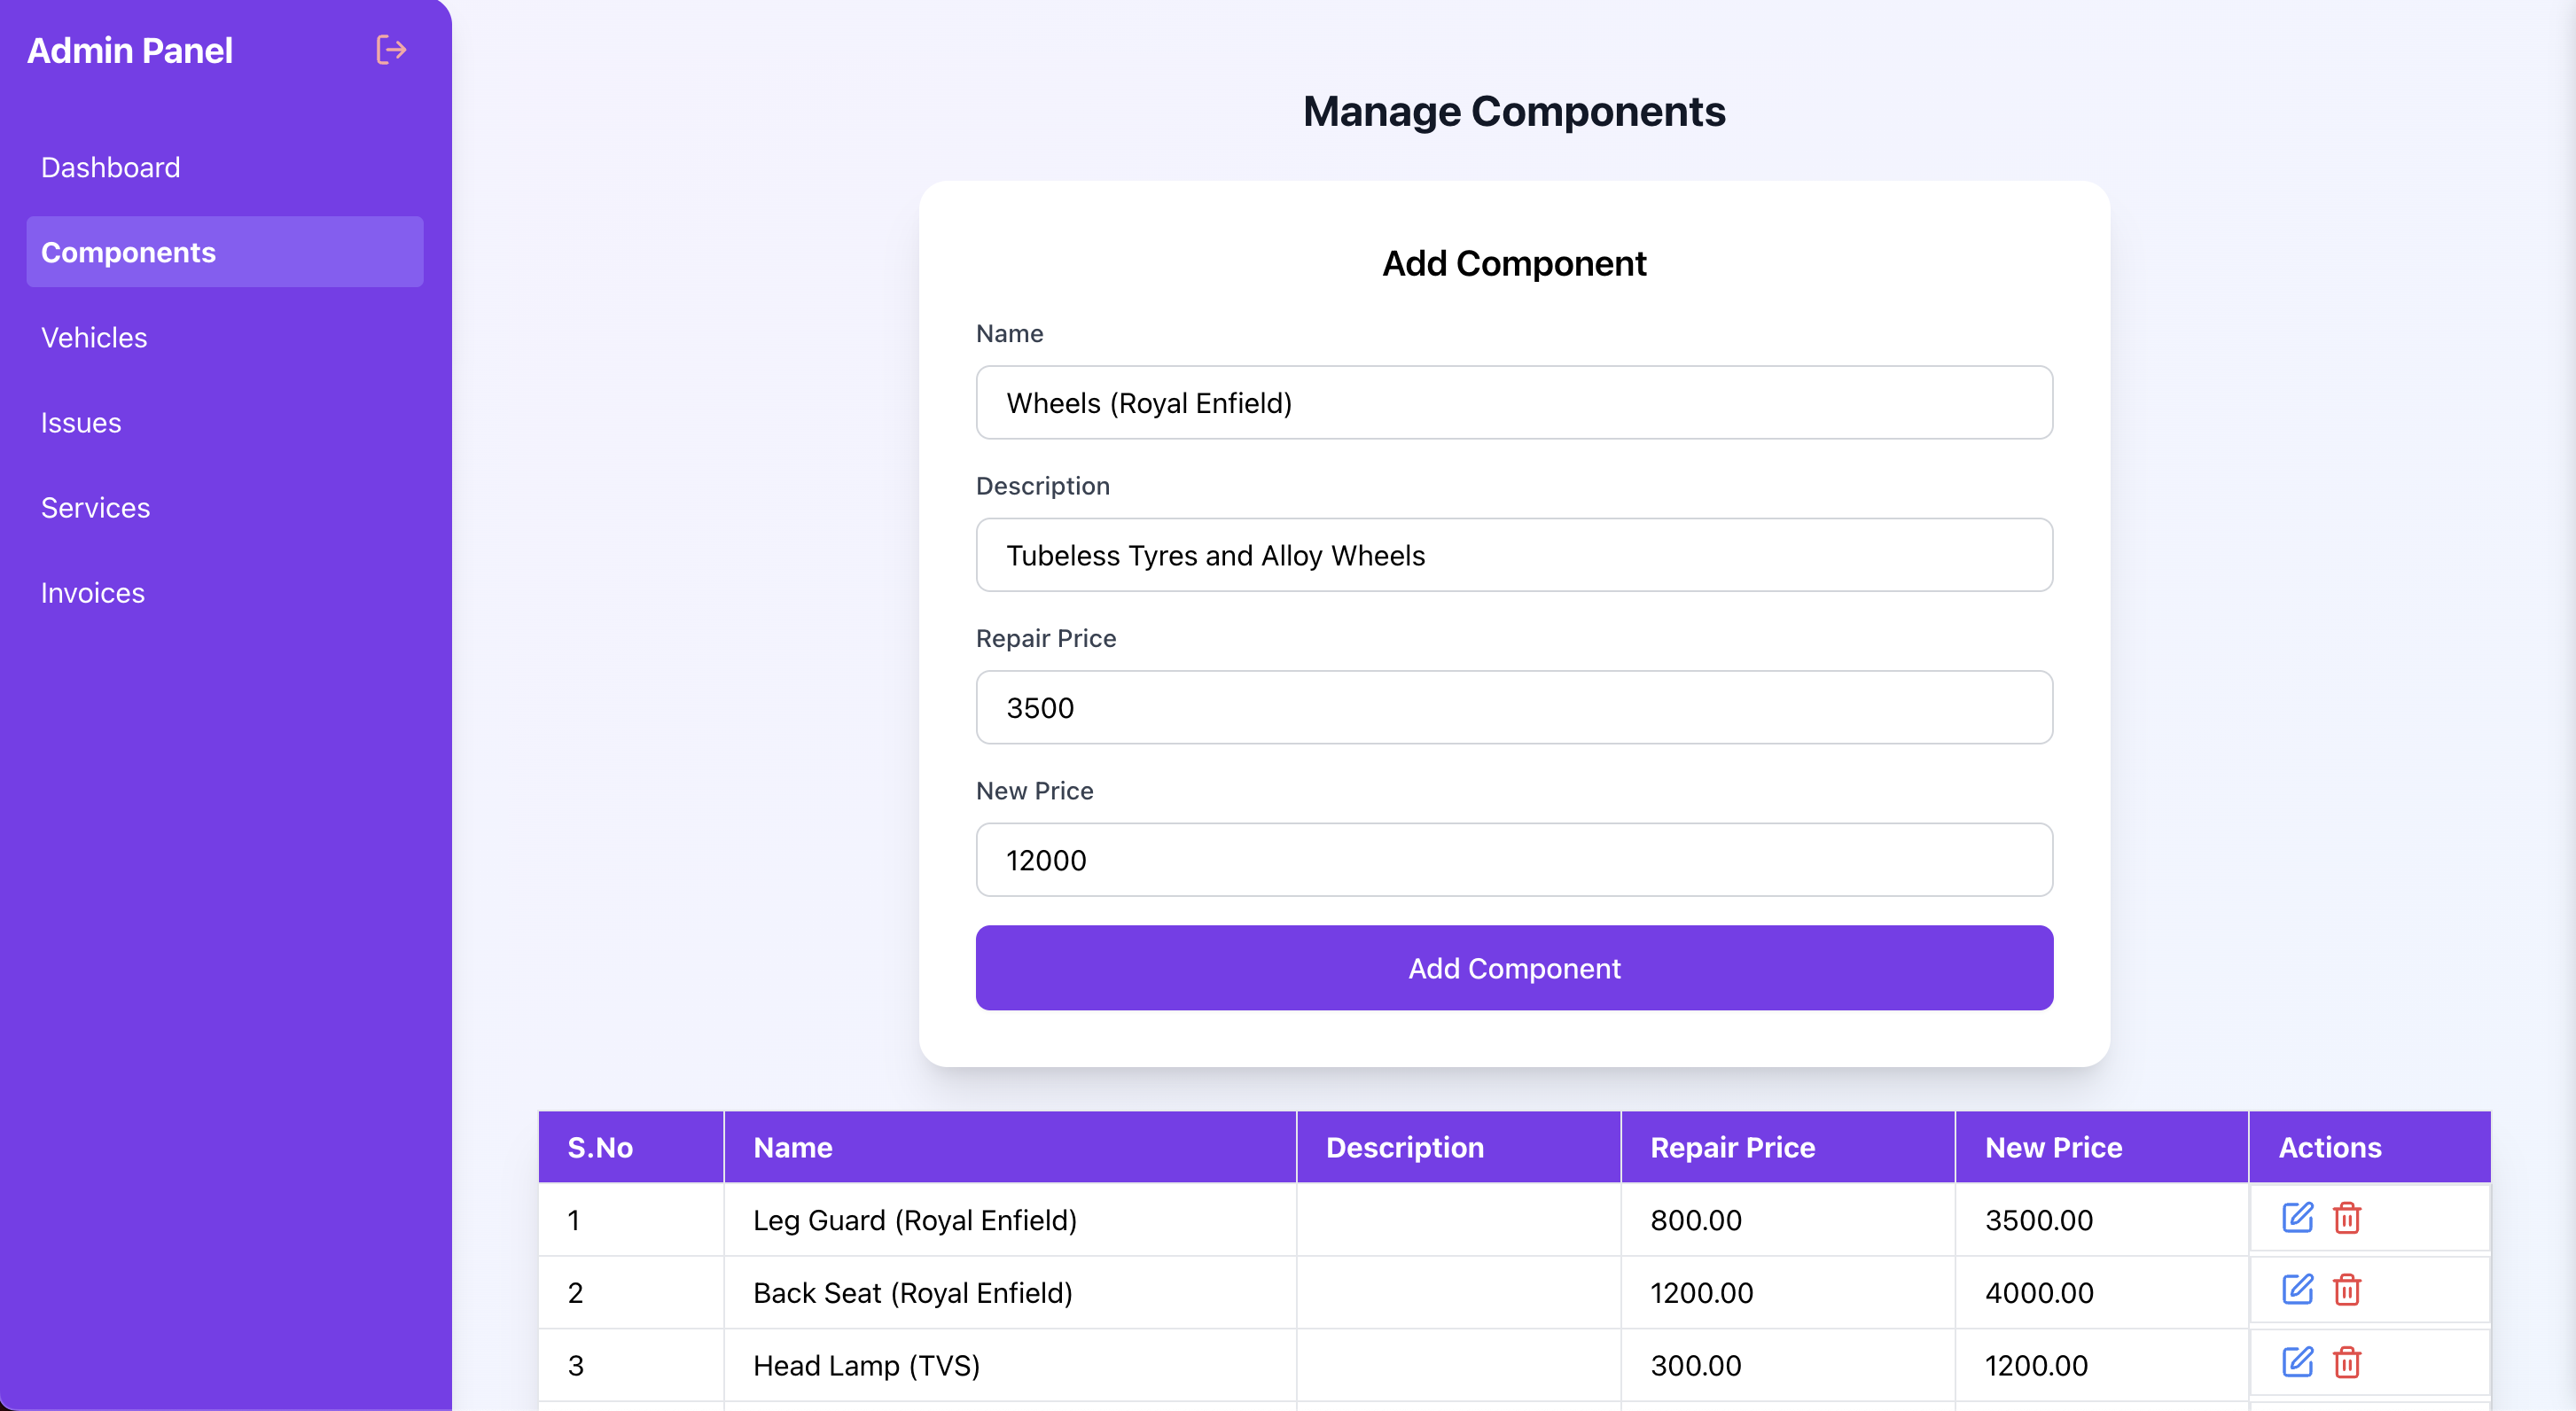 Admin Panel
Dashboard
Components
Vehicles
Issues
Services
Invoices
Manage Components
Add Component
Name
Wheels (Royal Enfield)
Description
Tubeless Tyres and Alloy Wheels
Repair Price
3500
New Price
12000
Add Component
S.No Name Description Repair Price New Price Actions
1 Leg Guard (Royal Enfield) 800.00 3500.00
2 Back Seat (Royal Enfield) 1200.00 4000.00
3 Head Lamp (TVS) 300.00 1200.00